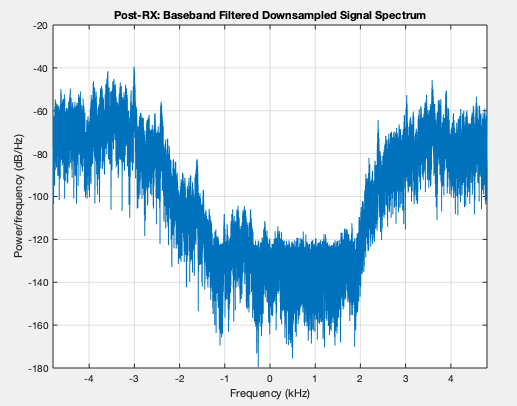 Post-RX: Baseband Filtered Downsampled Signal Spectrum
-20
-40
-60
-80
-100
-120
-140
-160
-180
Power/frequency (dB/Hz)
-4 -3 -2 -1 0 1 2 3 4
Frequency (kHz)